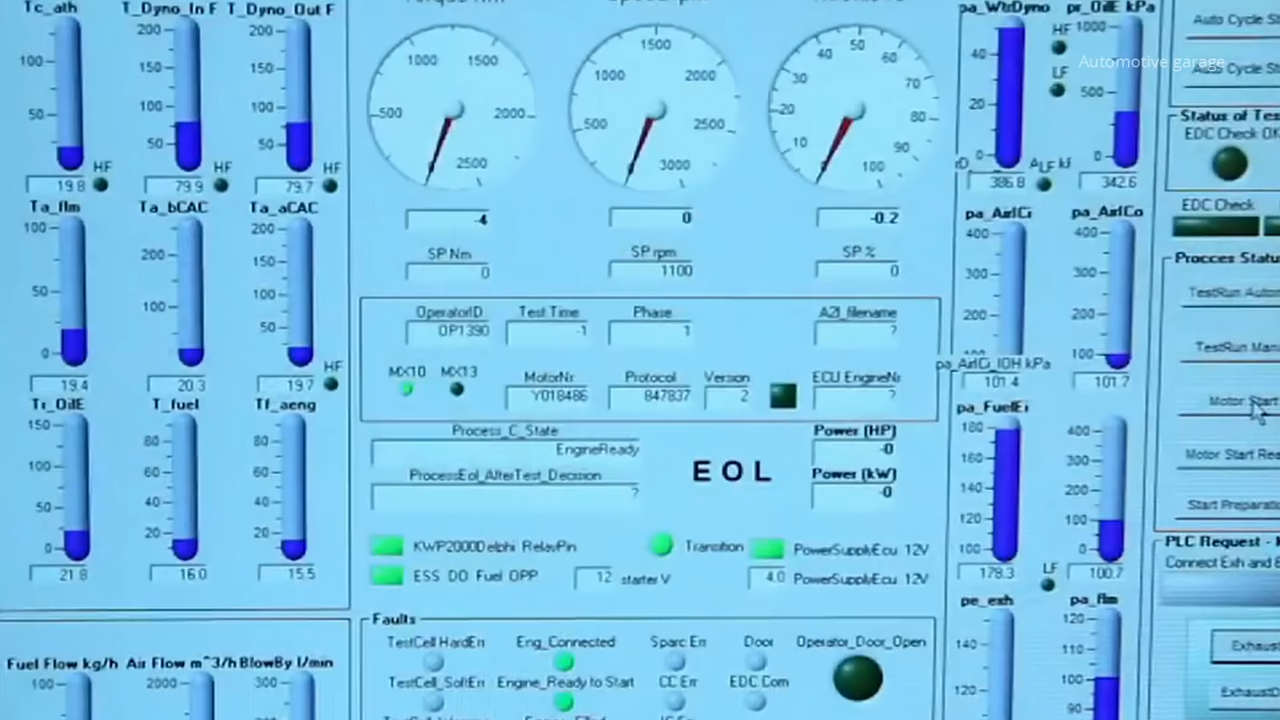 Tc_ath
T_Dyno_In F
T_Dyno_Out F
pa_WtrDyno
pr_OilE kPa
Auto Cycle St
Automotive garage
Auto Cycle St
100
50
200
150
100
50
200
150
100
50
500
1000
1500
2000
2500
500
1000
1500
2000
2500
3000
10
20
30
40
50
60
70
80
90
100
40
20
0
1000
500
0
HF
LF
Status of Tes
EDC Check OK
EDC Check
HF
HF
HF
LF
19.8
79.9
79.7
386.8
342.6
Ta_flm
Ta_bCAC
Ta_aCAC
-4
0
-0.2
pa_AirICi
pa_AirICo
SP Nm
SP rpm
SP %
0
1100
0
100
50
0
200
100
200
150
100
50
400
300
200
400
300
200
100
Procces Statu
TestRun Auto
TestRun Man
Motor Start
Motor Start Rea
Start Preparatio
OperatorID
Test Time
Phase
A2l_filename
OP1390
-1
1
?
MX10
MX13
MotorNr
Protocol
Version
ECU EngineNr
Y018486
847837
2
?
HF
19.4
20.3
19.7
pa_AirICi_IOH kPa
101.4
101.7
Tr_OilE
T_fuel
Tf_aeng
pa_FuelEi
Process_C_State
EngineReady
ProcessEol_AfterTest_Decision
?
EOL
Power (HP)
-0
Power (kW)
-0
150
100
50
0
80
60
40
20
80
60
40
20
180
160
140
120
100
400
300
200
100
0
KWP2000Delphi RelayPin
Transition
PowerSupplyEcu 12V
ESS DO Fuel OPP
12
starter V
4.0
PowerSupplyEcu 12V
PLC Request - K
Connect Exh and E
21.8
16.0
15.5
178.3
LF
100.7
pe_exh
pa_flm
Faults
TestCell HardErr
Eng_Connected
Sparc Err
Door
Operator_Door_Open
TestCell_SoftErr
Engine_Ready to Start
CC Err
EDC Com
140
120
120
110
100
90
Exhaust
ExhaustD
Fuel Flow kg/h
Air Flow m^3/h
BlowBy l/min
100
2000
300